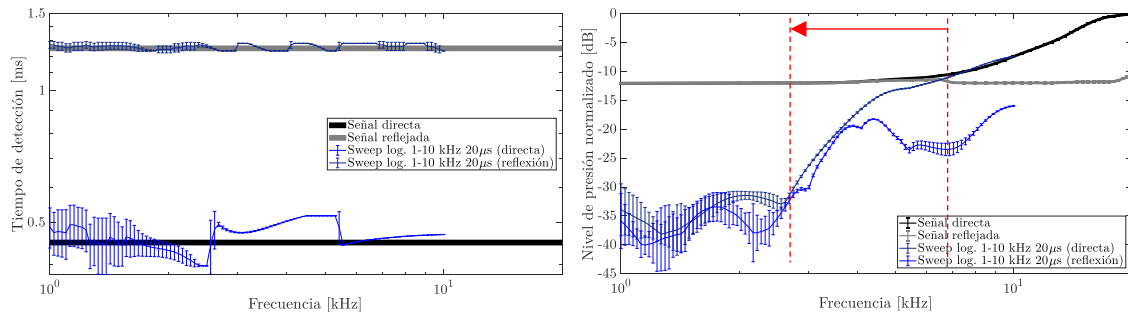 1.5
1
0.5
10⁰
10¹
Tiempo de detección [ms]
Frecuencia [kHz]
Señal directa
Señal reflejada
Sweep log. 1-10 kHz 20μs (directa)
Sweep log. 1-10 kHz 20μs (reflexión)
0
-5
-10
-15
-20
-25
-30
-35
-40
-45
10⁰
10¹
Nivel de presión normalizado [dB]
Frecuencia [kHz]
Señal directa
Señal reflejada
Sweep log. 1-10 kHz 20μs (directa)
Sweep log. 1-10 kHz 20μs (reflexión)